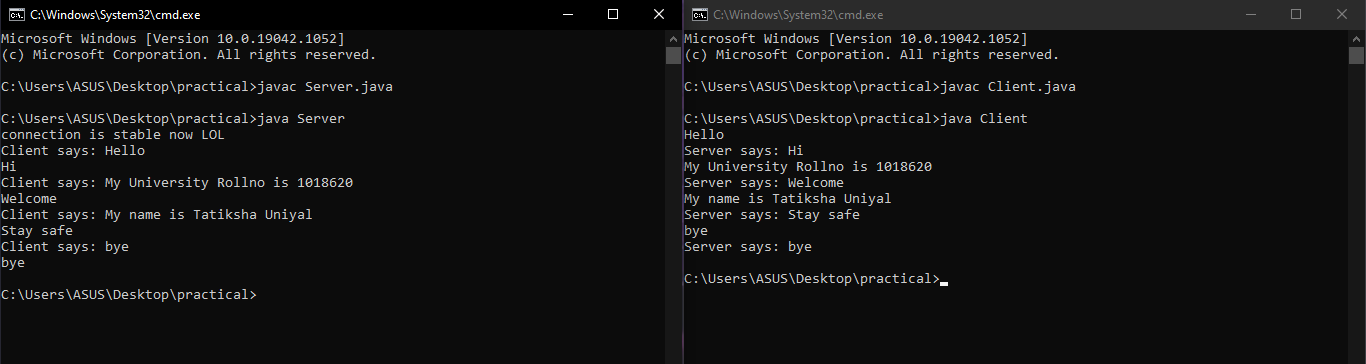 C:\Windows\System32\cmd.exe
Microsoft Windows [Version 10.0.19042.1052]
(c) Microsoft Corporation. All rights reserved.
C:\Users\ASUS\Desktop\practical>javac Server.java
C:\Users\ASUS\Desktop\practical>java Server
connection is stable now LOL
Client says: Hello
Hi
Client says: My University Rollno is 1018620
Welcome
Client says: My name is Tatiksha Uniyal
Stay safe
Client says: bye
bye
C:\Users\ASUS\Desktop\practical>
C:\Windows\System32\cmd.exe
Microsoft Windows [Version 10.0.19042.1052]
(c) Microsoft Corporation. All rights reserved.
C:\Users\ASUS\Desktop\practical>javac Client.java
C:\Users\ASUS\Desktop\practical>java Client
Hello
Server says: Hi
My University Rollno is 1018620
Server says: Welcome
My name is Tatiksha Uniyal
Server says: Stay safe
bye
Server says: bye
C:\Users\ASUS\Desktop\practical>